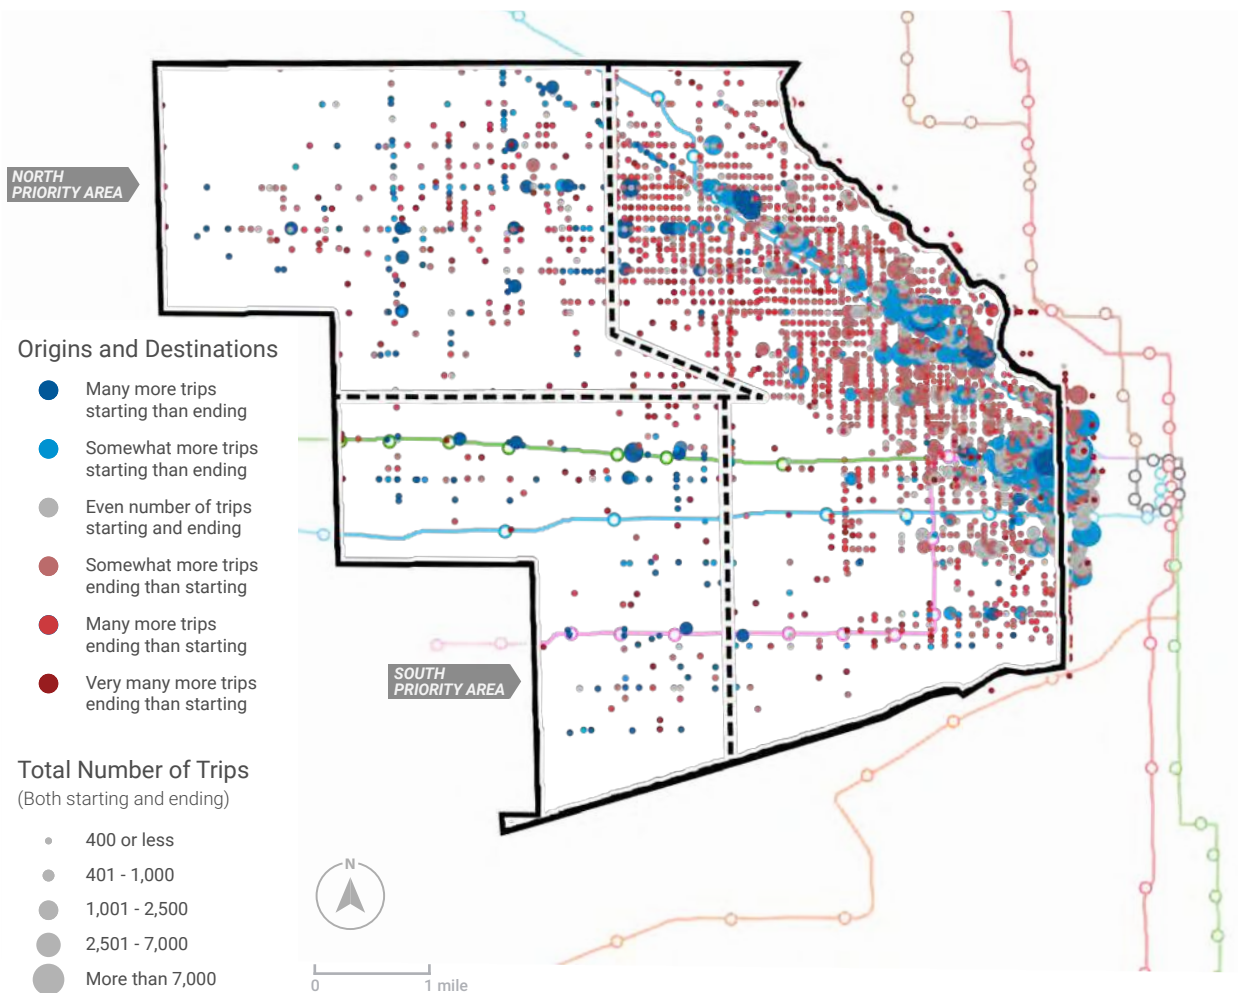 NORTH
PRIORITY AREA
Origins and Destinations
Many more trips
starting than ending
Somewhat more trips
starting than ending
Even number of trips
starting and ending
Somewhat more trips
ending than starting
Many more trips
ending than starting
Very many more trips
ending than starting
SOUTH
PRIORITY AREA
Total Number of Trips
(Both starting and ending)
400 or less
401 - 1,000
1,001 - 2,500
2,501 - 7,000
More than 7,000
N
0 1 mile